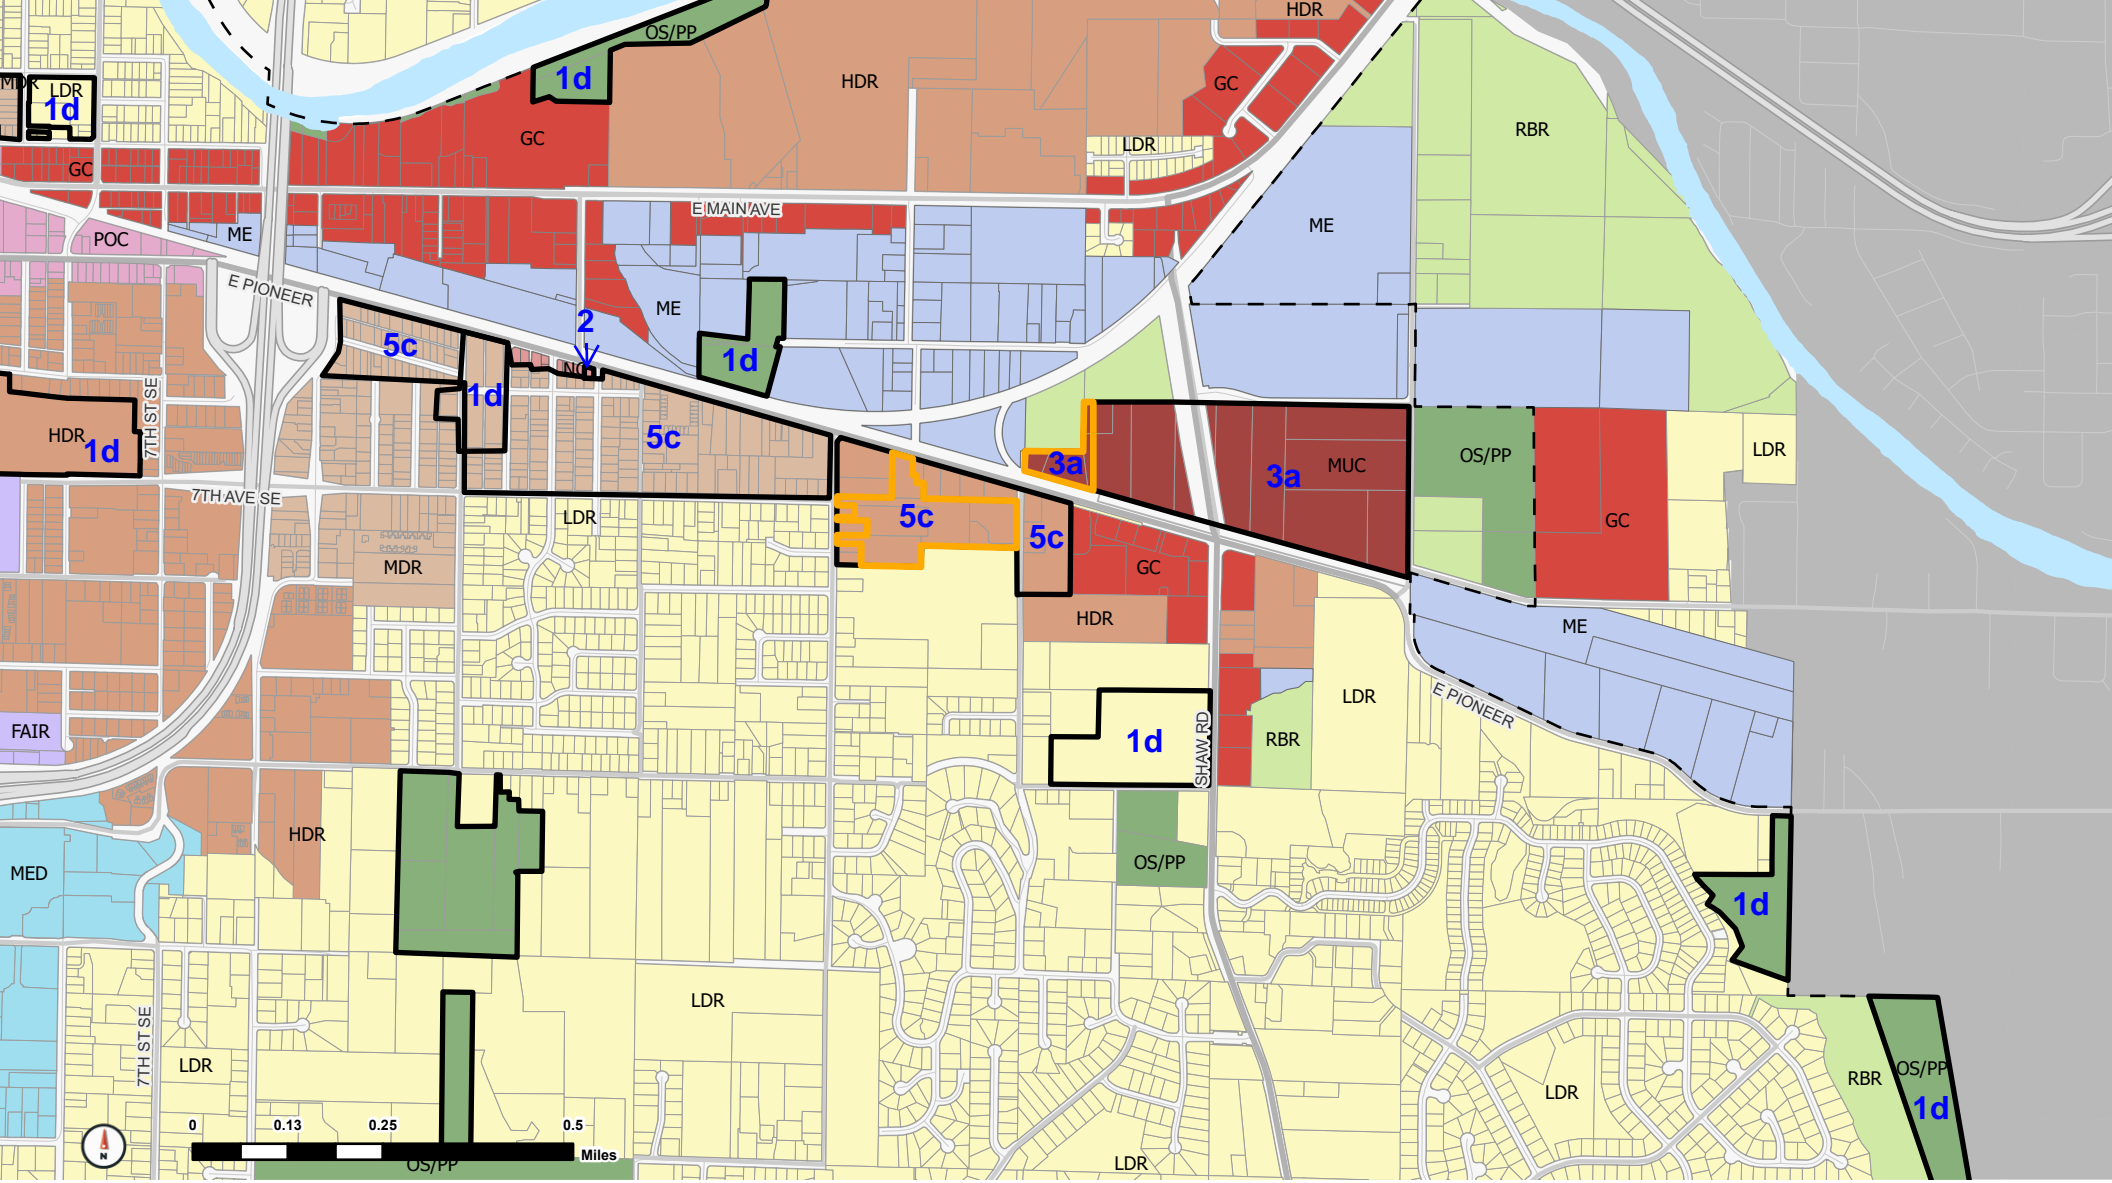 HDR
OS/PP
1d
HDR
GC
MDR
LDR
1d
RBR
GC
LDR
GC
E MAIN AVE
ME
POC
ME
E PIONEER
ME
2
5c
1d
NC
1d
5c
7TH ST SE
HDR
1d
3a
3a
MUC
OS/PP
LDR
7TH AVE SE
LDR
5c
5c
GC
GC
MDR
HDR
ME
LDR
E PIONEER
FAIR
1d
SHAW RD
RBR
HDR
MED
OS/PP
1d
LDR
7TH ST SE
LDR
LDR
RBR
OS/PP
1d
0
0.13
0.25
0.5
Miles
N
OS/PP
LDR